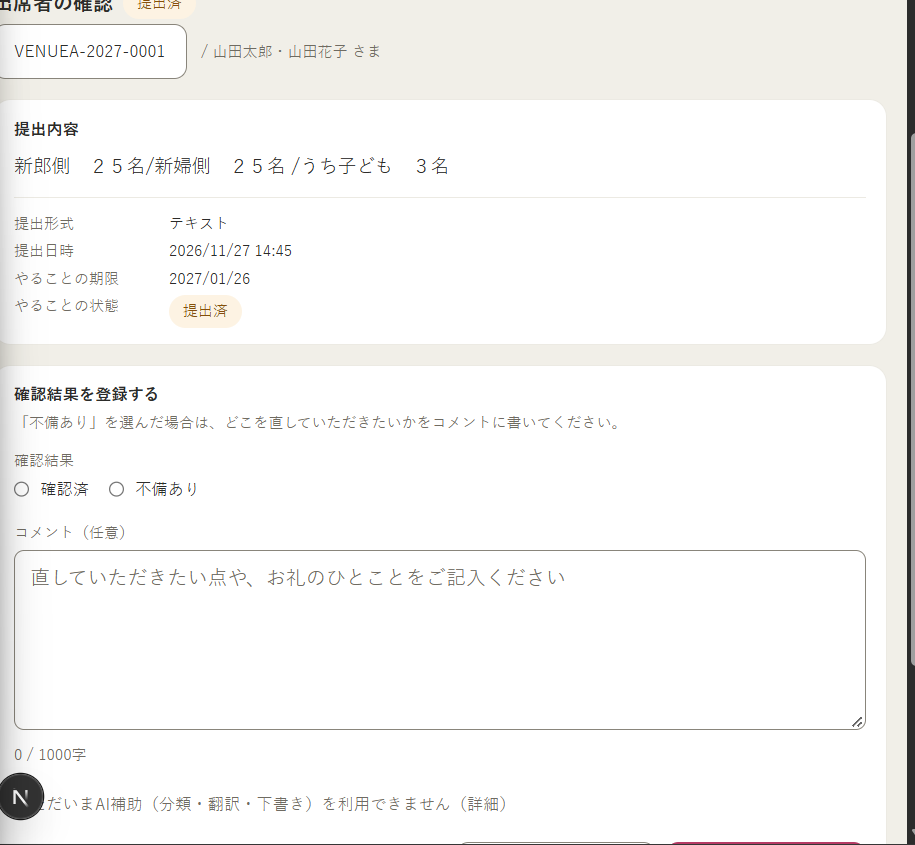 出席者の確認 提出済
VENUEA-2027-0001 / 山田太郎・山田花子 さま
提出内容
新郎側　２５名/新婦側　２５名 /うち子ども　３名
提出形式 テキスト
提出日時 2026/11/27 14:45
やることの期限 2027/01/26
やることの状態 提出済
確認結果を登録する
「不備あり」を選んだ場合は、どこを直していただきたいかをコメントに書いてください。
確認結果
確認済 不備あり
コメント（任意）
直していただきたい点や、お礼のひとことをご記入ください
0 / 1000字
N だいまAI補助（分類・翻訳・下書き）を利用できません（詳細）